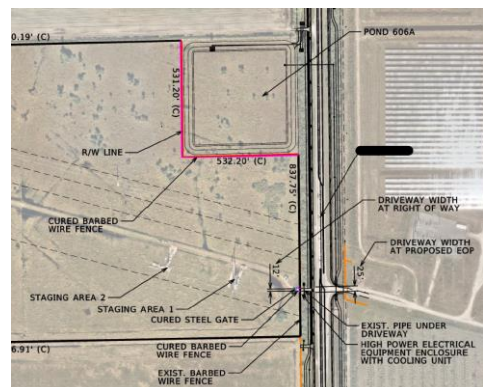 0.19' (C)
POND 606A
531.20' (C)
R/W LINE
532.20' (C)
837.75' (C)
CURED BARBED
WIRE FENCE
DRIVEWAY WIDTH
AT RIGHT OF WAY
DRIVEWAY WIDTH
AT PROPOSED EOP
12'
25'
STAGING AREA 2
STAGING AREA 1
CURED STEEL GATE
EXIST. PIPE UNDER
DRIVEWAY
CURED BARBED
WIRE FENCE
HIGH POWER ELECTRICAL
EQUIPMENT ENCLOSURE
WITH COOLING UNIT
6.91' (C)
EXIST. BARBED
WIRE FENCE